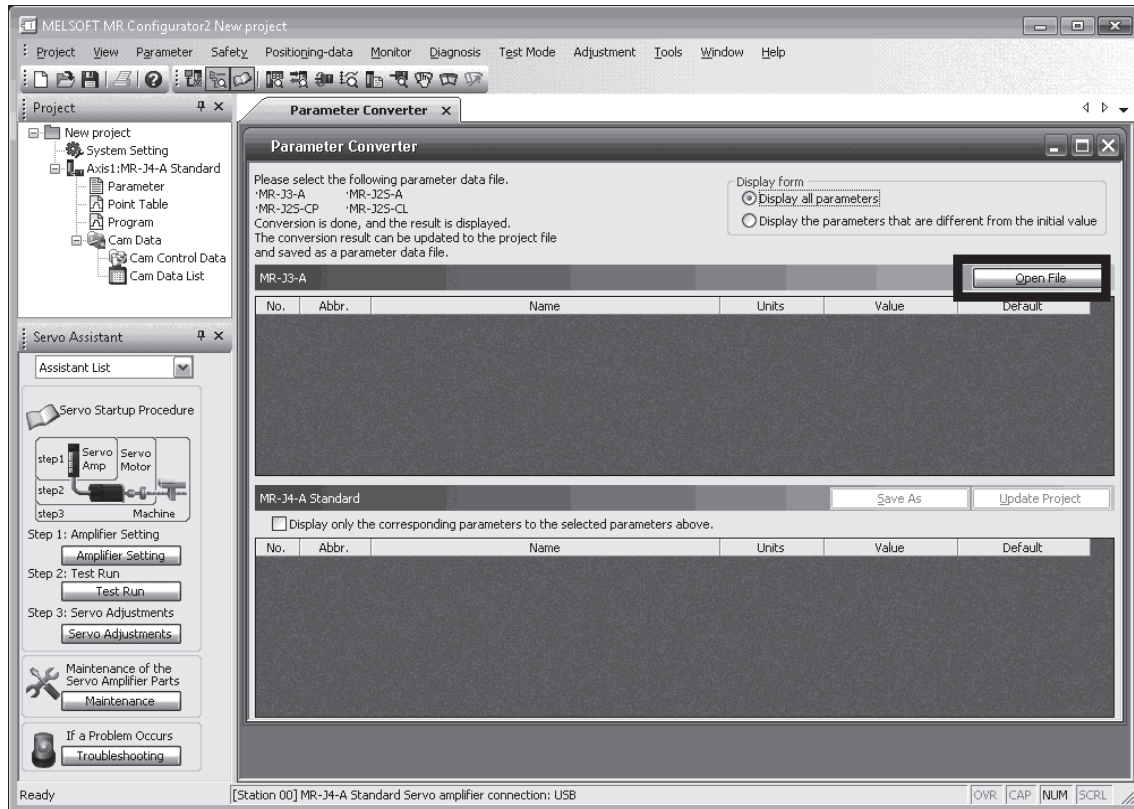 MELSOFT MR Configurator2 New project
Project View Parameter Safety Positioning-data Monitor Diagnosis Test Mode Adjustment Tools Window Help
Project
New project
System Setting
Axis1:MR-J4-A Standard
Parameter
Point Table
Program
Cam Data
Cam Control Data
Cam Data List
Servo Assistant
Assistant List
Servo Startup Procedure
step1
Servo Amp
Servo Motor
step2
step3
Machine
Step 1: Amplifier Setting
Amplifier Setting
Step 2: Test Run
Test Run
Step 3: Servo Adjustments
Servo Adjustments
Maintenance of the
Servo Amplifier Parts
Maintenance
If a Problem Occurs
Troubleshooting
Parameter Converter
Parameter Converter
Please select the following parameter data file.
·MR-J3-A ·MR-J2S-A
·MR-J2S-CP ·MR-J2S-CL
Conversion is done, and the result is displayed.
The conversion result can be updated to the project file
and saved as a parameter data file.
Display form
Display all parameters
Display the parameters that are different from the initial value
MR-J3-A
Open File
No. Abbr. Name Units Value Default
MR-J4-A Standard
Save As
Update Project
Display only the corresponding parameters to the selected parameters above.
No. Abbr. Name Units Value Default
Ready
[Station 00] MR-J4-A Standard Servo amplifier connection: USB
OVR CAP NUM SCRL